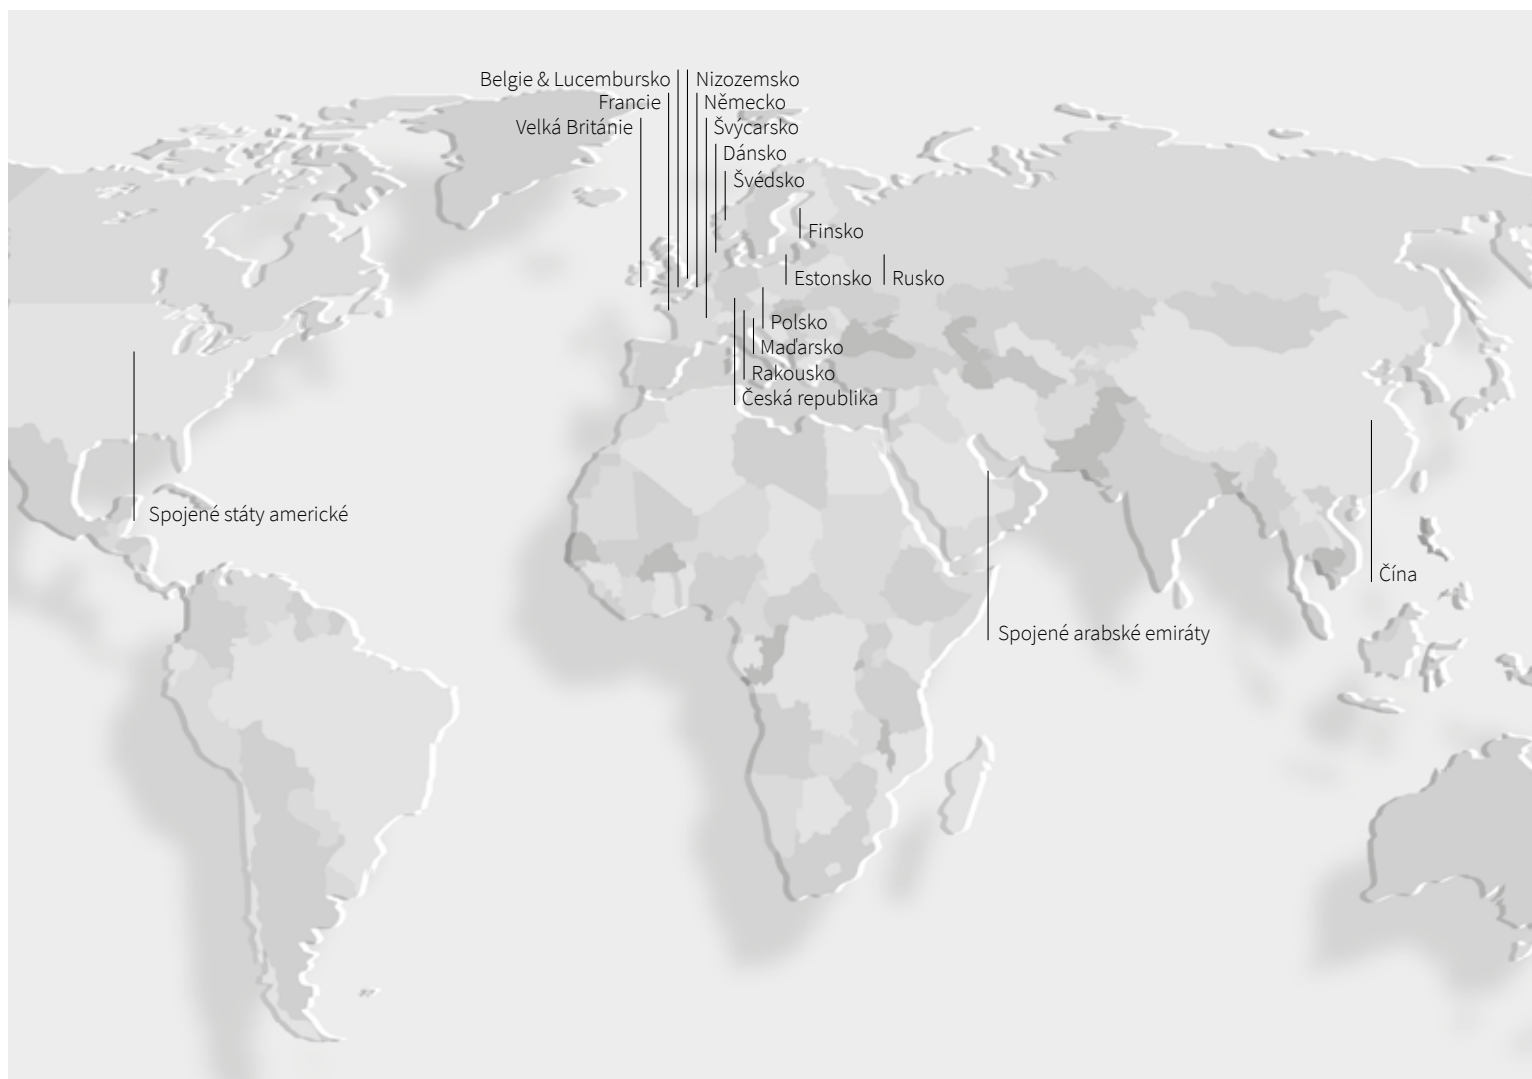 Belgie & Lucembursko
Nizozemsko
Francie
Německo
Velká Británie
Švýcarsko
Dánsko
Švédsko
Finsko
Estonsko
Rusko
Polsko
Maďarsko
Rakousko
Česká republika
Spojené státy americké
Čína
Spojené arabské emiráty